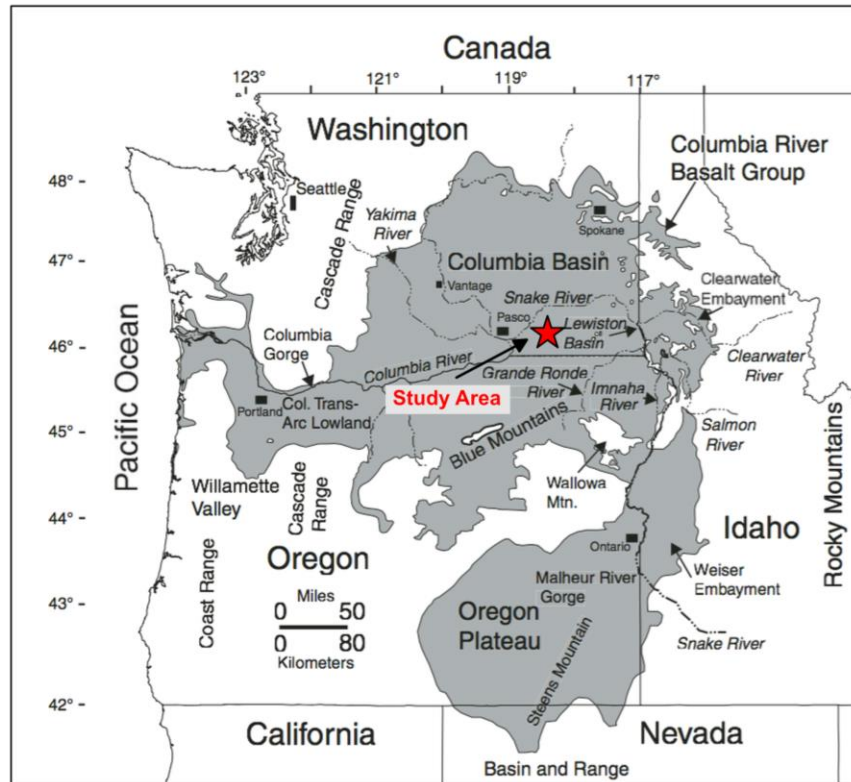 Canada
123°
121°
119°
117°
Washington
Columbia River
Basalt Group
48°
Seattle
Cascade Range
Yakima
River
Spokane
47°
Columbia Basin
Vantage
Clearwater
Embayment
Snake River
Pasco
Lewiston
Basin
46°
Columbia
Gorge
Columbia River
Clearwater
River
Grande Ronde
River
Imnaha
River
Study Area
Portland
Col. Trans-
Arc Lowland
Salmon
River
45°
Blue Mountains
Pacific Ocean
Willamette
Valley
Cascade
Range
Wallowa
Mtn.
Rocky Mountains
44°
Coast Range
Oregon
Ontario
Idaho
Miles
0 50
0 80
Kilometers
Malheur River
Gorge
Weiser
Embayment
43°
Oregon
Plateau
Steens Mountain
Snake River
42°
California
Nevada
Basin and Range